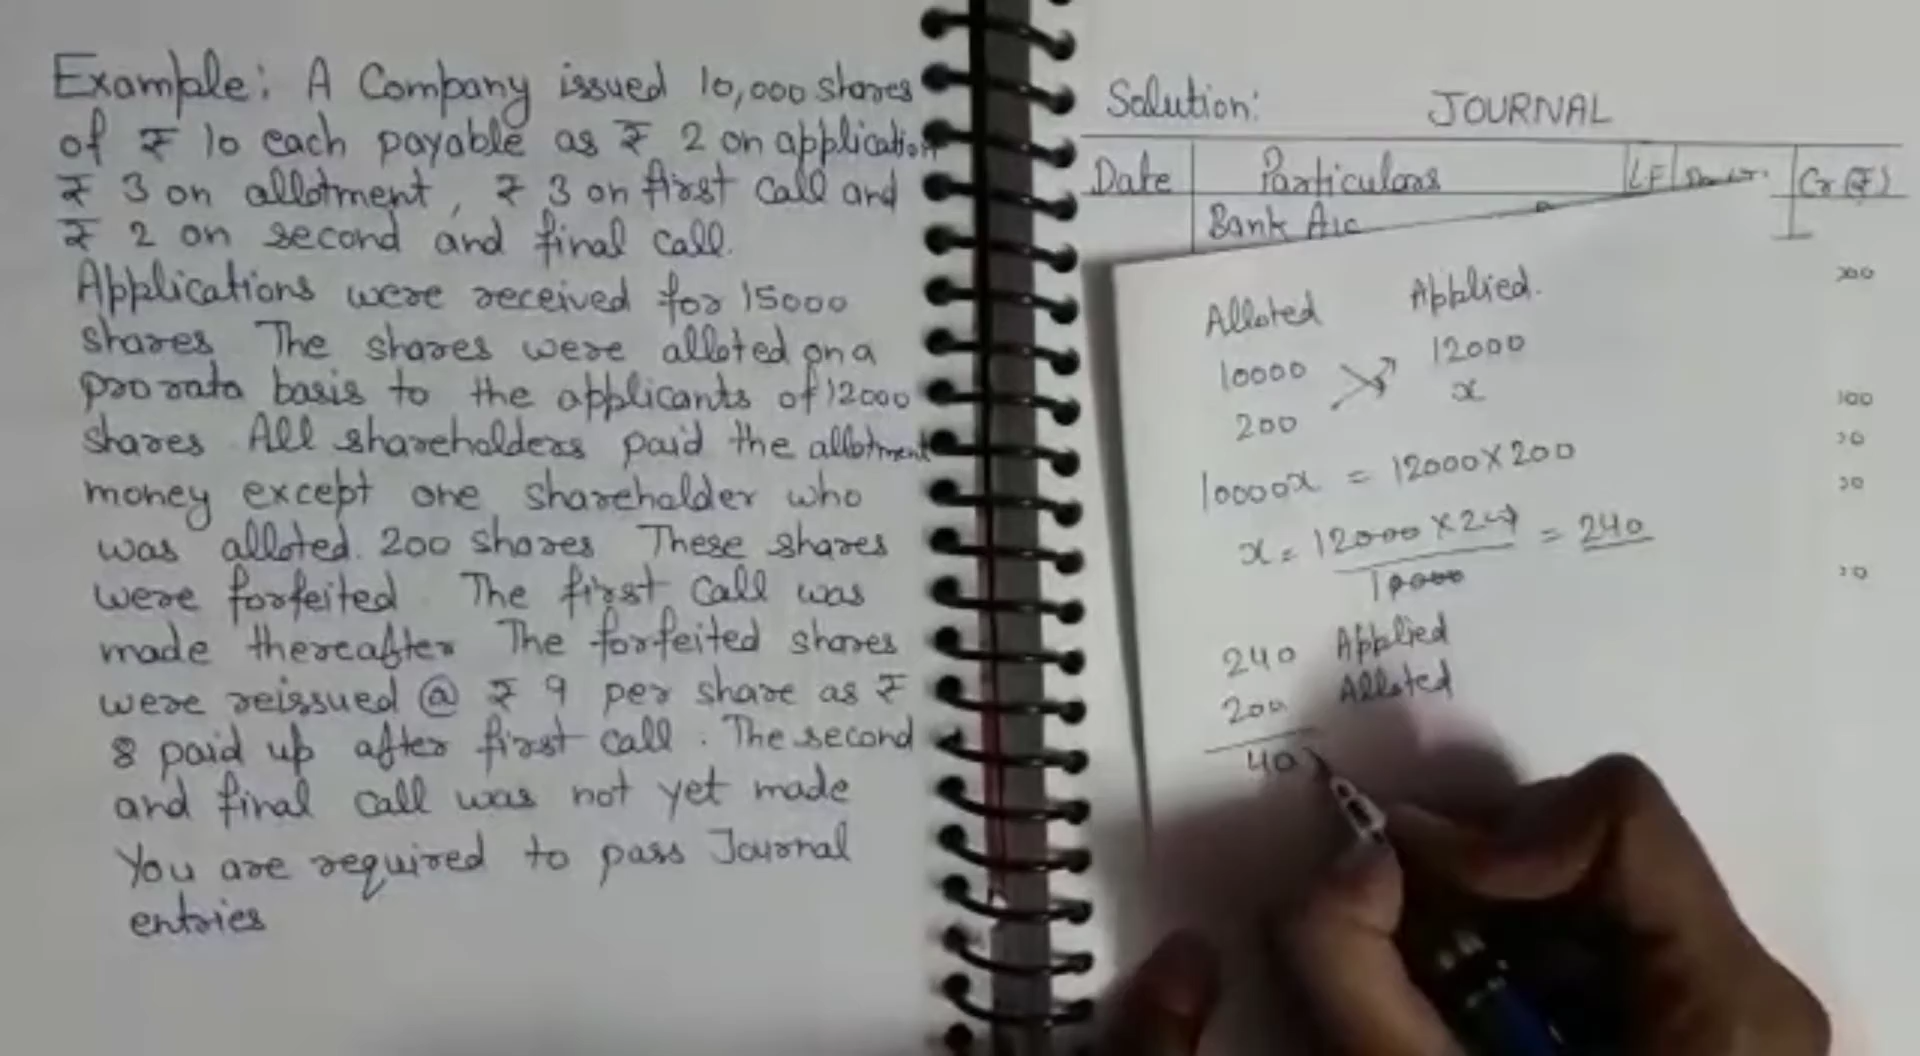 Example: A Company issued 10,000 shares
of ₹ 10 each payable as ₹ 2 on application
₹ 3 on allotment, ₹ 3 on first call and
₹ 2 on second and final call.
Applications were received for 15000
shares The shares were alloted on a
pro rata basis to the applicants of 12000
shares. All shareholders paid the allotment
money except one shareholder who
was alloted. 200 shares These shares
were forfeited. The first call was
made thereafter The forfeited shares
were reissued @ ₹ 9 per share as ₹
8 paid up after first call. The second
and final call was not yet made
You are required to pass Journal
entries
Solution: JOURNAL
Date Particulars LF Cr (₹)
Bank A/c
Alloted Applied.
10000 12000
200 x
10000x = 12000 X 200
x = 12000 X 200 = 240
10000
240 Applied
200 Alloted
40